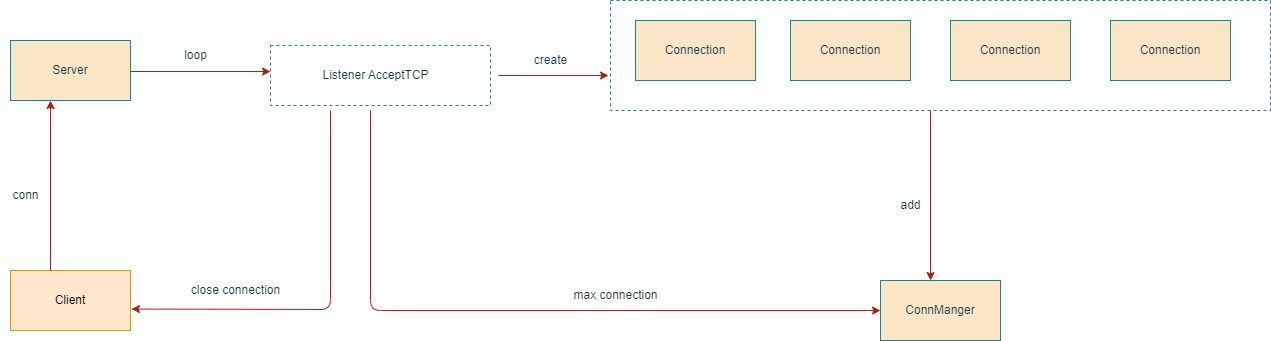 Connection
Connection
Connection
Connection
loop
create
Server
Listener AcceptTCP
conn
add
close connection
max connection
Client
ConnManger